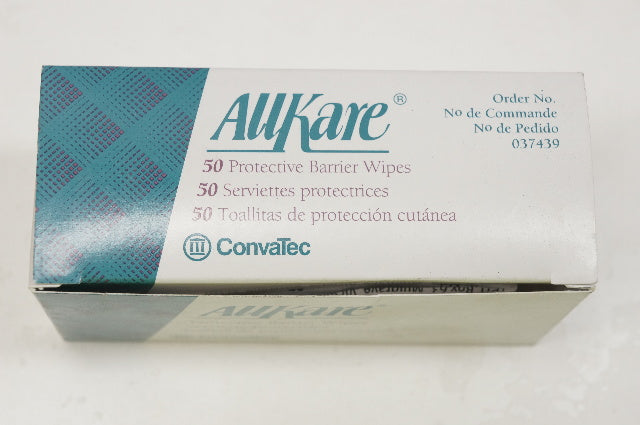 AllKare®
Order No.
No de Commande
No de Pedido
037439
50 Protective Barrier Wipes
50 Serviettes protectrices
50 Toallitas de protección cutánea
ConvaTec
AllKare